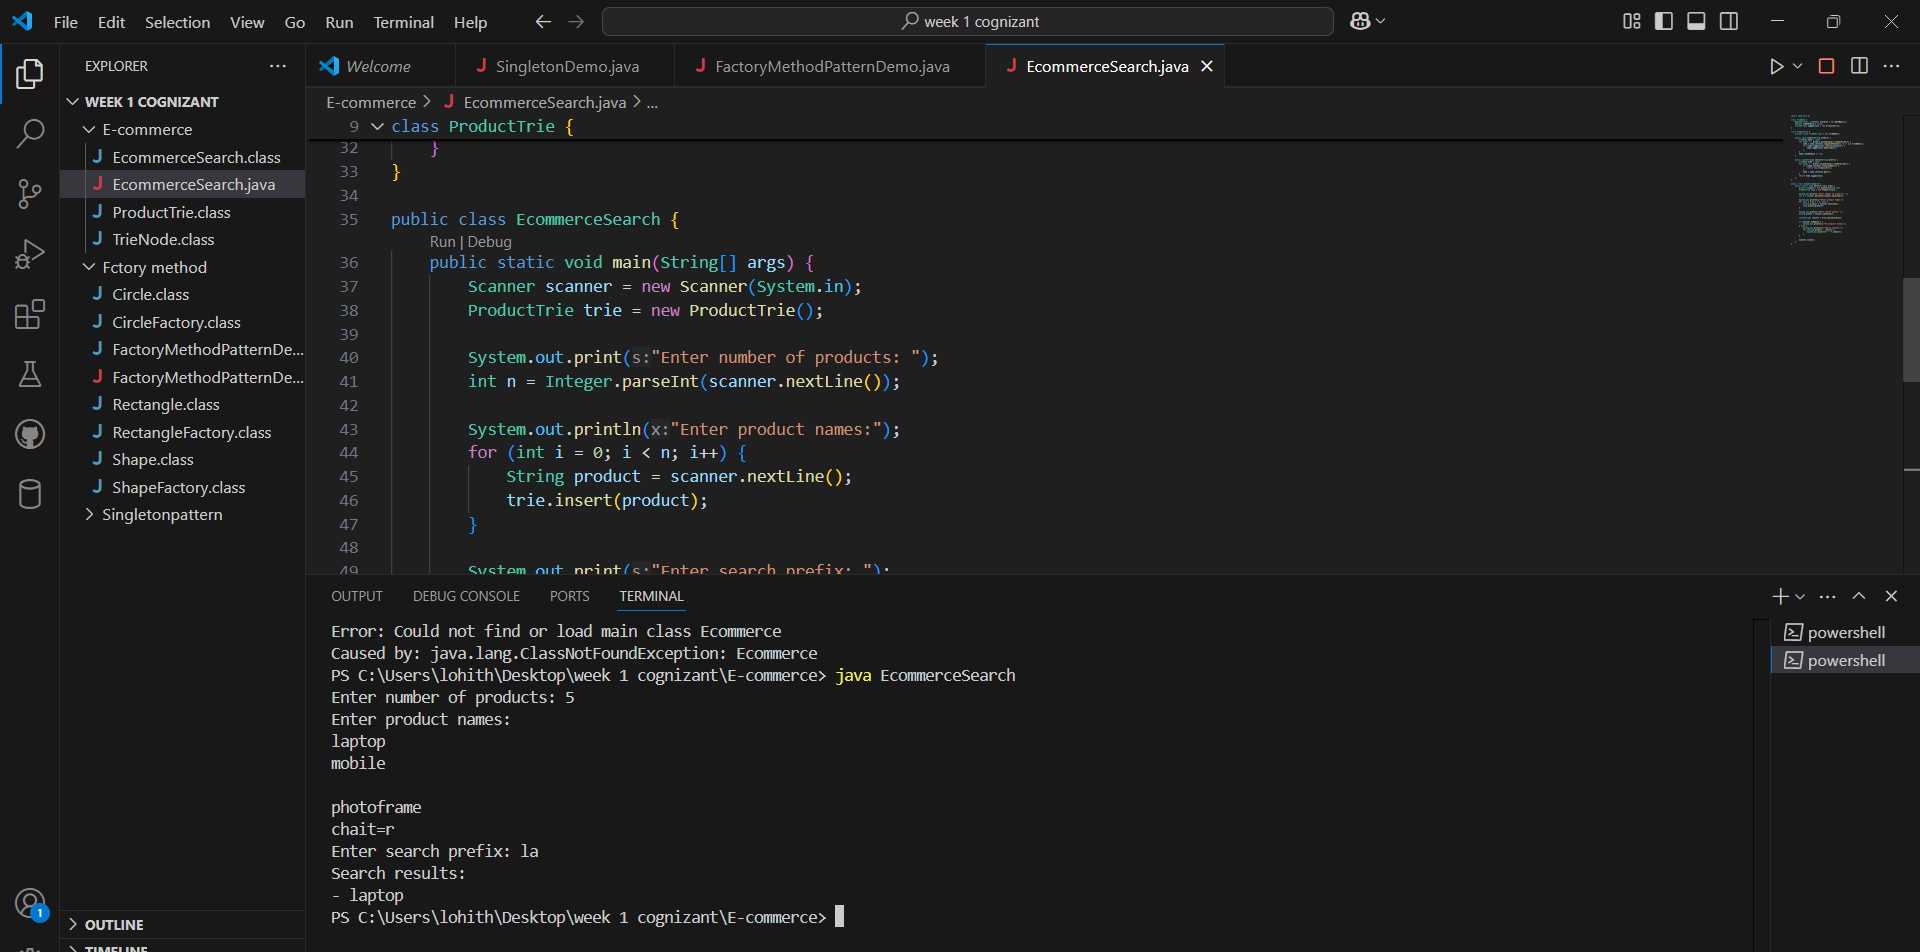 File Edit Selection View Go Run Terminal Help
week 1 cognizant
EXPLORER
WEEK 1 COGNIZANT
E-commerce
EcommerceSearch.class
EcommerceSearch.java
ProductTrie.class
TrieNode.class
Fctory method
Circle.class
CircleFactory.class
FactoryMethodPatternDe...
FactoryMethodPatternDe...
Rectangle.class
RectangleFactory.class
Shape.class
ShapeFactory.class
Singletonpattern
OUTLINE
TIMELINE
1
Welcome SingletonDemo.java FactoryMethodPatternDemo.java EcommerceSearch.java
E-commerce > EcommerceSearch.java > ...
9 class ProductTrie {
32 }
33 }
34
35 public class EcommerceSearch {
Run | Debug
36 public static void main(String[] args) {
37 Scanner scanner = new Scanner(System.in);
38 ProductTrie trie = new ProductTrie();
39
40 System.out.print(s:"Enter number of products: ");
41 int n = Integer.parseInt(scanner.nextLine());
42
43 System.out.println(x:"Enter product names:");
44 for (int i = 0; i < n; i++) {
45 String product = scanner.nextLine();
46 trie.insert(product);
47 }
48
49 System.out.print(s:"Enter search prefix: ");
OUTPUT DEBUG CONSOLE PORTS TERMINAL
Error: Could not find or load main class Ecommerce
Caused by: java.lang.ClassNotFoundException: Ecommerce
PS C:\Users\lohith\Desktop\week 1 cognizant\E-commerce> java EcommerceSearch
Enter number of products: 5
Enter product names:
laptop
mobile

photoframe
chait=r
Enter search prefix: la
Search results:
- laptop
PS C:\Users\lohith\Desktop\week 1 cognizant\E-commerce>
powershell
powershell